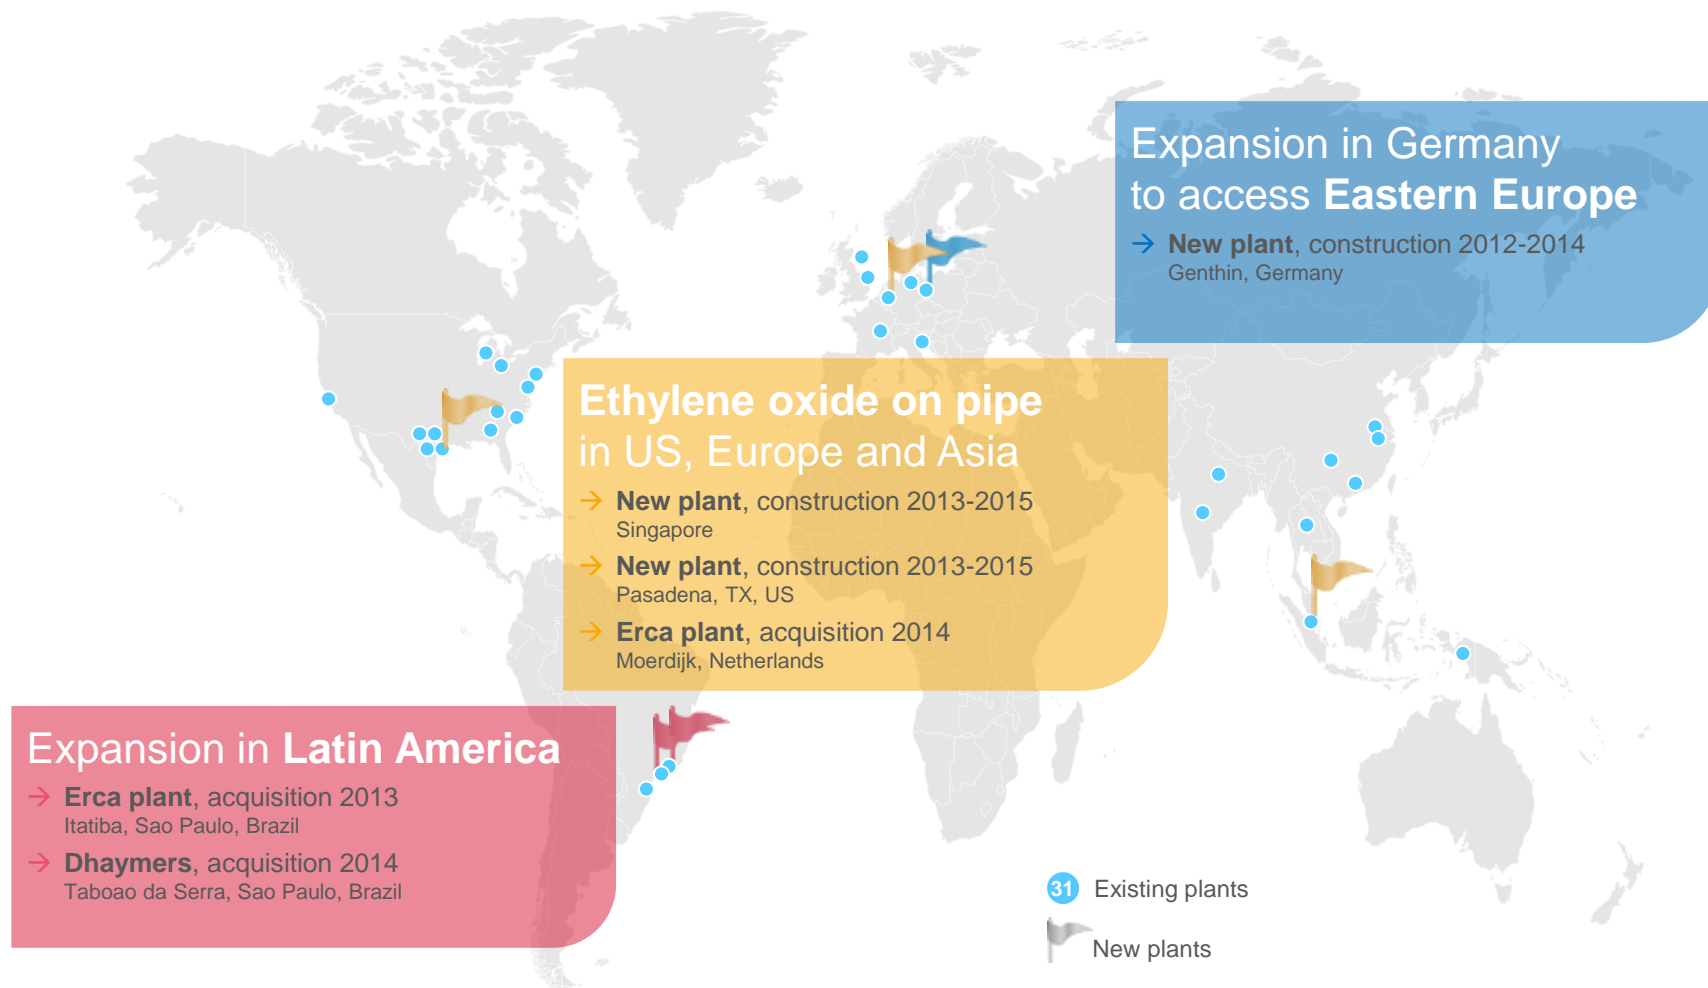 Expansion in Germany
to access Eastern Europe
→ New plant, construction 2012-2014
Genthin, Germany
Ethylene oxide on pipe
in US, Europe and Asia
→ New plant, construction 2013-2015
Singapore
→ New plant, construction 2013-2015
Pasadena, TX, US
→ Erca plant, acquisition 2014
Moerdijk, Netherlands
Expansion in Latin America
→ Erca plant, acquisition 2013
Itatiba, Sao Paulo, Brazil
→ Dhaymers, acquisition 2014
Taboao da Serra, Sao Paulo, Brazil
31 Existing plants
New plants